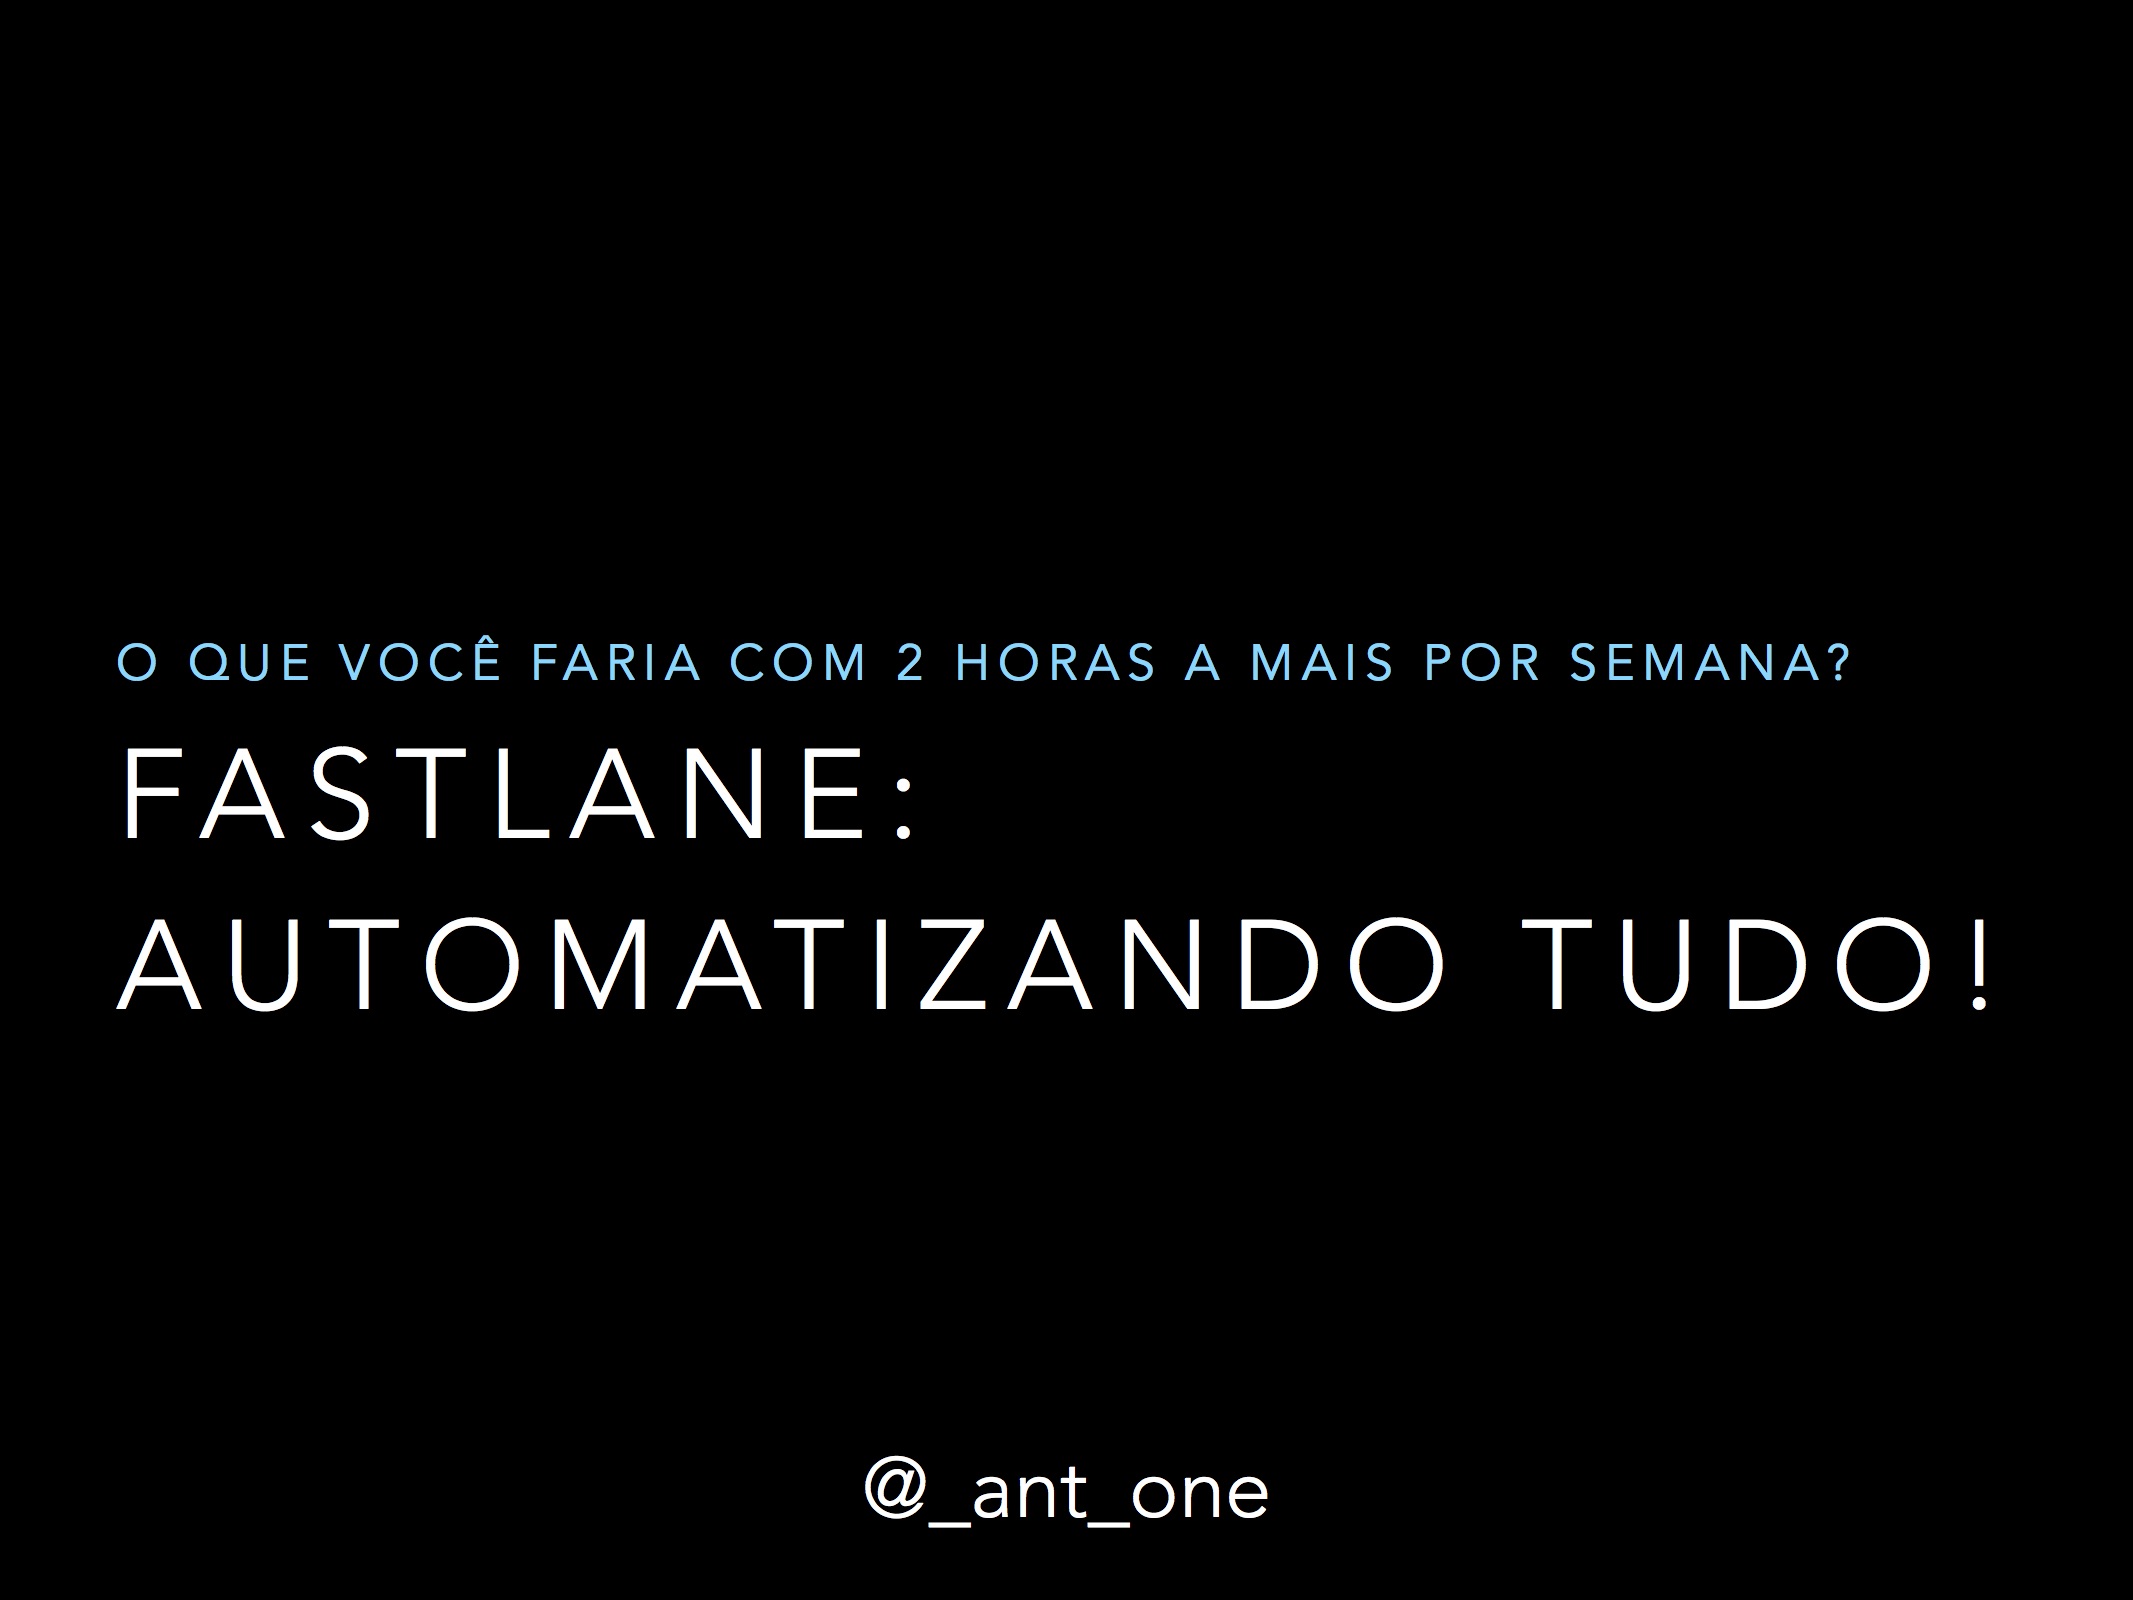 O QUE VOCÊ FARIA COM 2 HORAS A MAIS POR SEMANA?
FASTLANE:
AUTOMATIZANDO TUDO!
@_ant_one